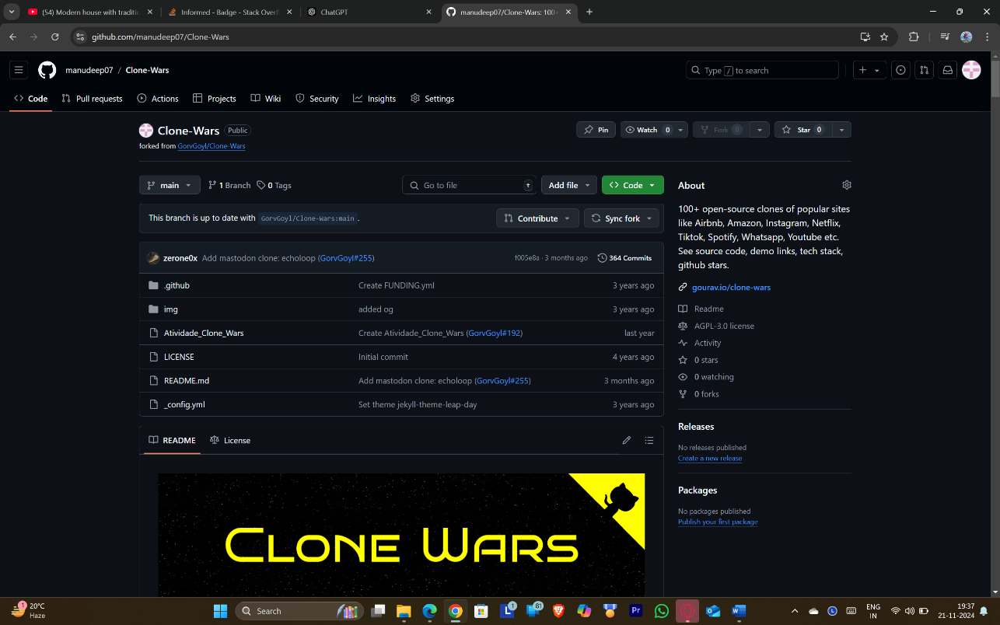 (54) Modern house with traditio
Informed - Badge - Stack Overfl
ChatGPT
manudeep07/Clone-Wars: 100+
github.com/manudeep07/Clone-Wars
manudeep07 / Clone-Wars
Type / to search
Code
Pull requests
Actions
Projects
Wiki
Security
Insights
Settings
Clone-Wars Public
forked from GorvGoyl/Clone-Wars
Pin
Watch 0
Fork 0
Star 0
main
1 Branch
0 Tags
Go to file t
Add file
Code
This branch is up to date with GorvGoyl/Clone-Wars:main .
Contribute
Sync fork
zerone0x Add mastodon clone: echoloop (GorvGoyl#255)
f005e8a · 3 months ago
364 Commits
.github Create FUNDING.yml 3 years ago
img added og 3 years ago
Atividade_Clone_Wars Create Atividade_Clone_Wars (GorvGoyl#192) last year
LICENSE Initial commit 4 years ago
README.md Add mastodon clone: echoloop (GorvGoyl#255) 3 months ago
_config.yml Set theme jekyll-theme-leap-day 3 years ago
README
License
CLONE WARS
About
100+ open-source clones of popular sites
like Airbnb, Amazon, Instagram, Netflix,
Tiktok, Spotify, Whatsapp, Youtube etc.
See source code, demo links, tech stack,
github stars.
gourav.io/clone-wars
Readme
AGPL-3.0 license
Activity
0 stars
0 watching
0 forks
Releases
No releases published
Create a new release
Packages
No packages published
Publish your first package
1
20°C
Haze
Search
L 1
81
Pr
W
L
ENG
IN
19:37
21-11-2024